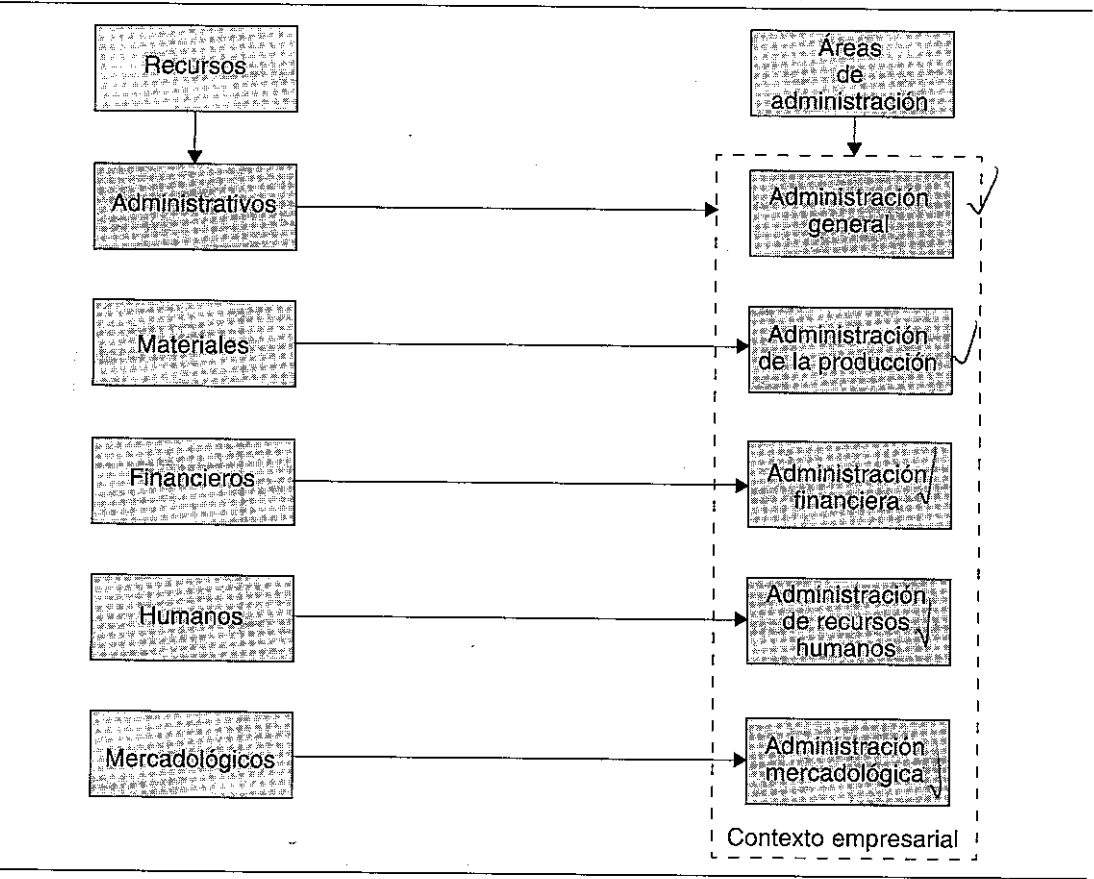 Recursos
Áreas
de
administración
Administrativos
Administración
general
Materiales
Administración
de la producción
Financieros
Administración
financiera
Humanos
Administración
de recursos
humanos
Mercadológicos
Administración
mercadológica
Contexto empresarial